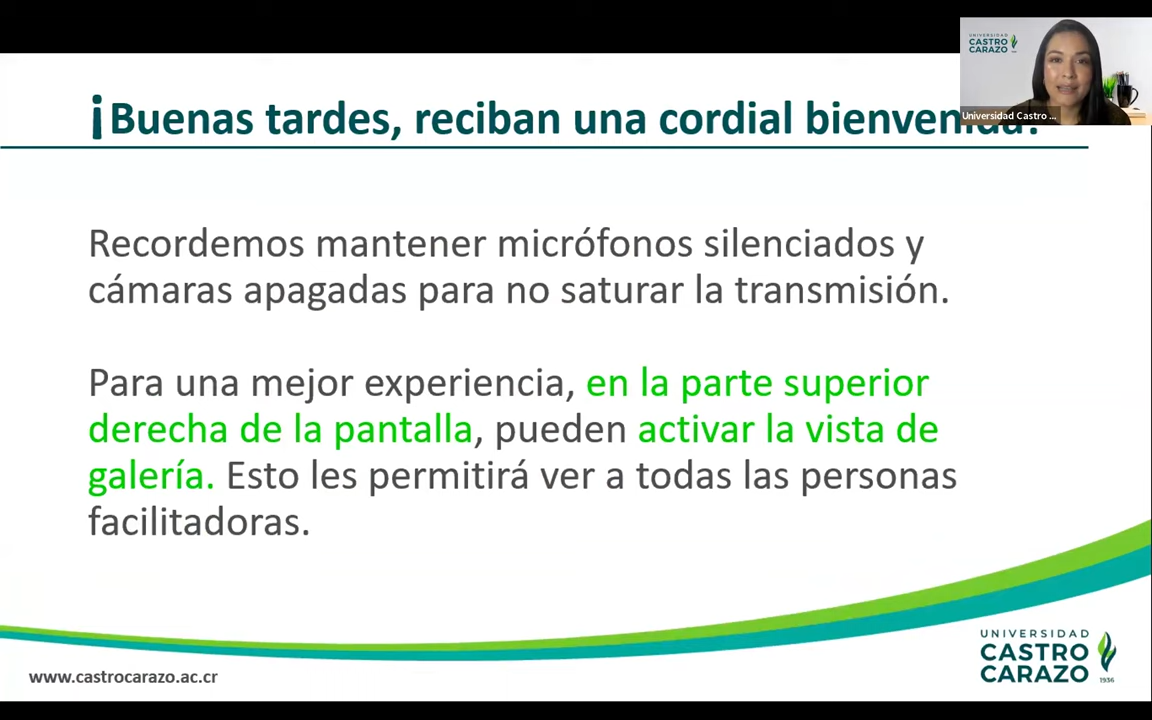 ¡Buenas tardes, reciban una cordial bienvenida!
UNIVERSIDAD
CASTRO
CARAZO
Universidad Castro ...
Recordemos mantener micrófonos silenciados y
cámaras apagadas para no saturar la transmisión.
Para una mejor experiencia, en la parte superior
derecha de la pantalla, pueden activar la vista de
galería. Esto les permitirá ver a todas las personas
facilitadoras.
www.castrocarazo.ac.cr
UNIVERSIDAD
CASTRO
CARAZO
1936